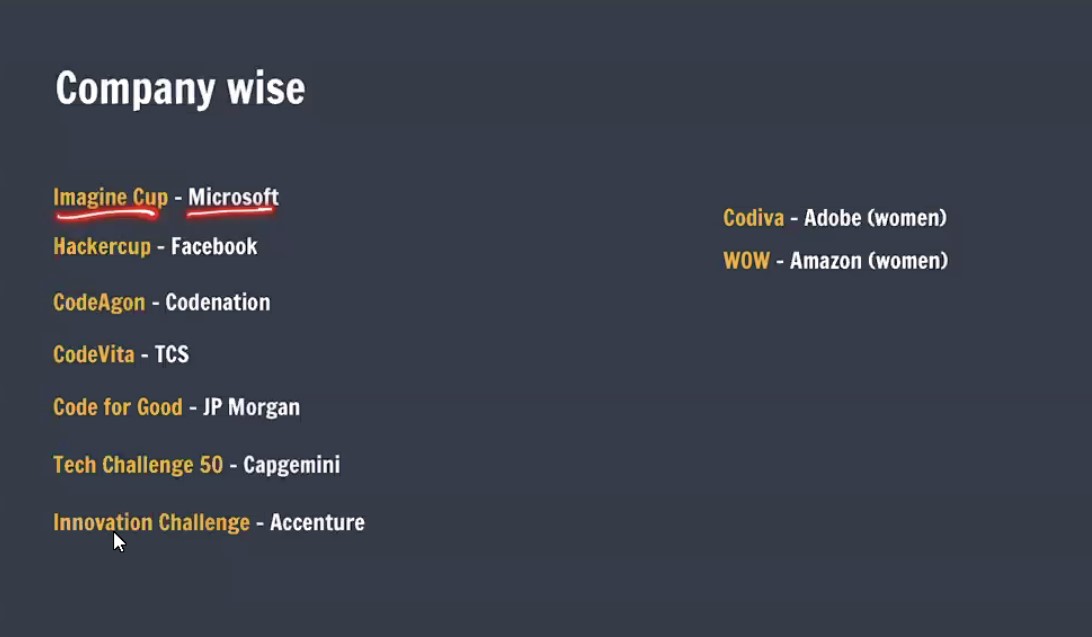 Company wise
Imagine Cup - Microsoft
Hackercup - Facebook
CodeAgon - Codenation
CodeVita - TCS
Code for Good - JP Morgan
Tech Challenge 50 - Capgemini
Innovation Challenge - Accenture
Codiva - Adobe (women)
WOW - Amazon (women)